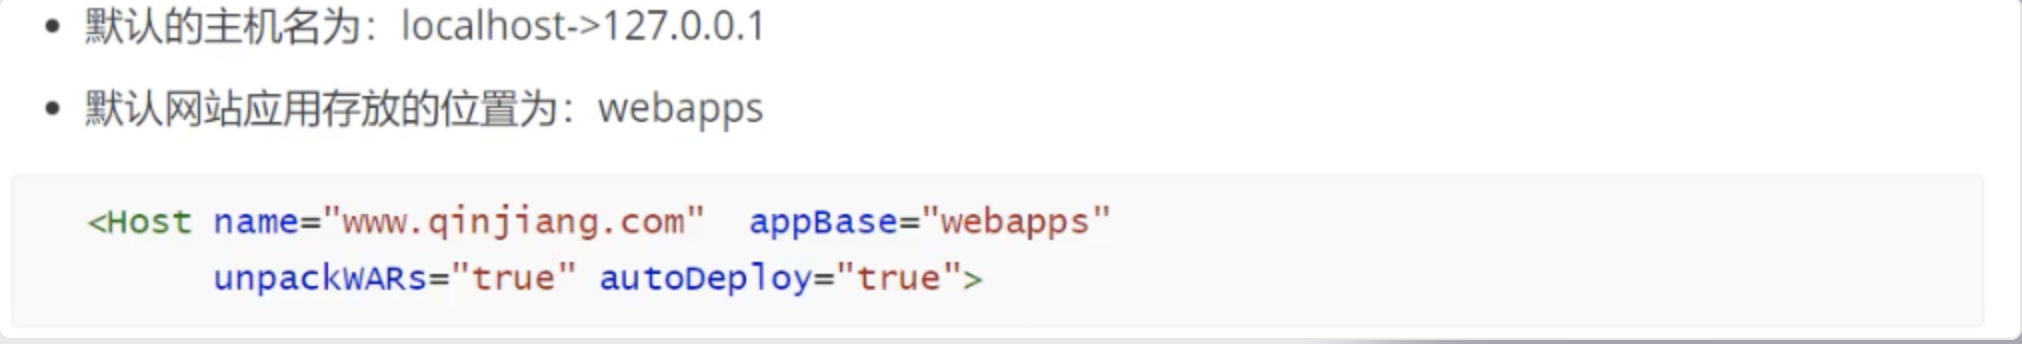 默认的主机名为：localhost->127.0.0.1
默认网站应用存放的位置为：webapps
<Host name="www.qinjiang.com"  appBase="webapps"
unpackWARs="true" autoDeploy="true">